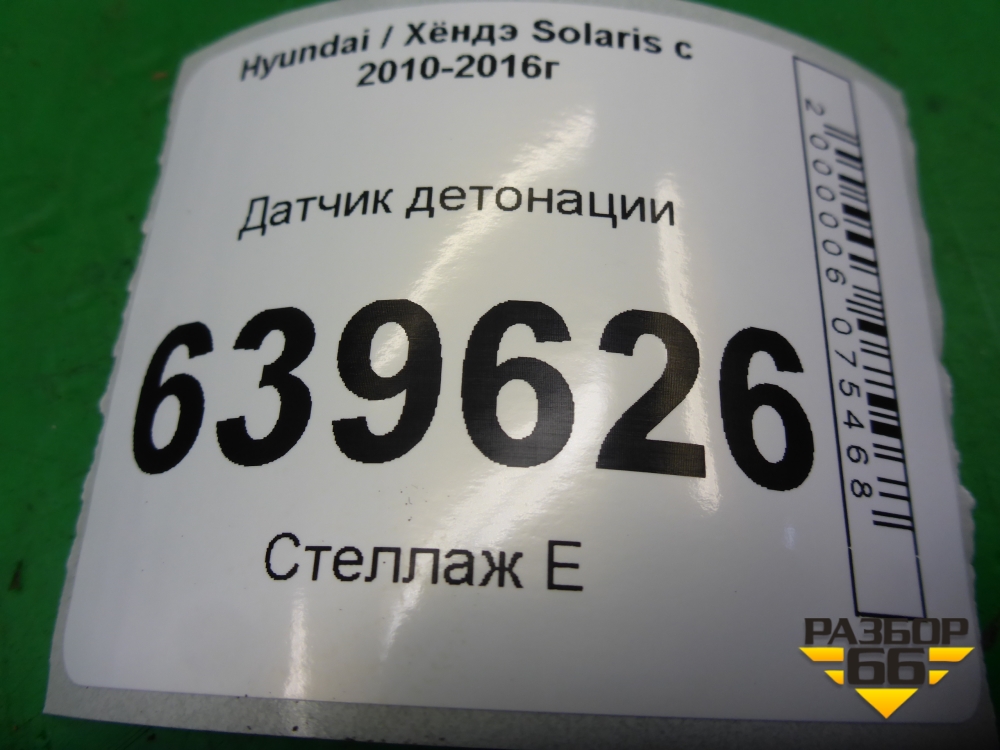 Hyundai / Хёндэ Solaris с
2010-2016г
Датчик детонации
639626
Стеллаж Е
2000006075468
РАЗБОР
66